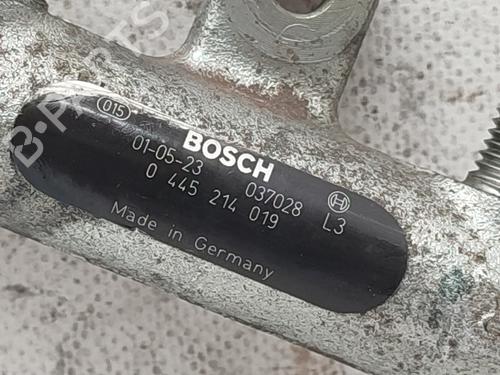 015
BOSCH
01-05-23 037028
0 445 214 019 L3
Made in Germany
B-PARTS